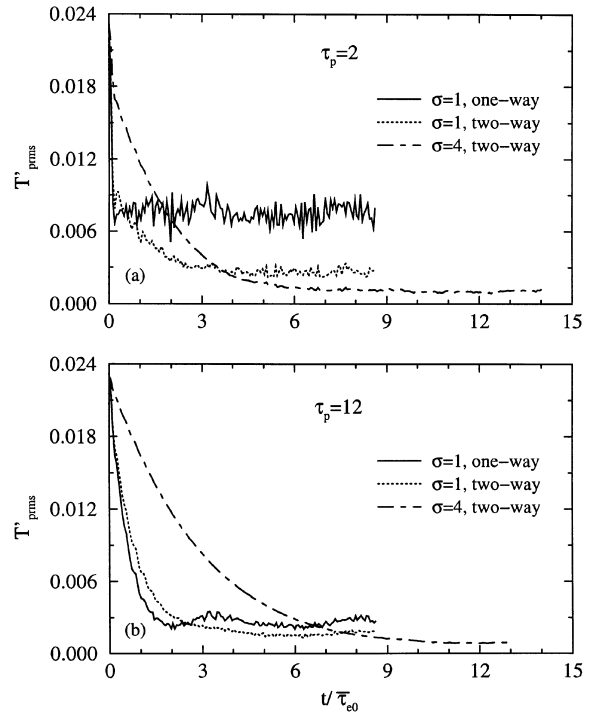 0.024
τp=2
0.018
σ=1, one−way
σ=1, two−way
σ=4, two−way
T'prms
0.012
0.006
(a)
0.000
0 3 6 9 12 15
0.024
τp=12
0.018
σ=1, one−way
σ=1, two−way
σ=4, two−way
T'prms
0.012
0.006
(b)
0.000
0 3 6 9 12 15
t/ τ̅e0